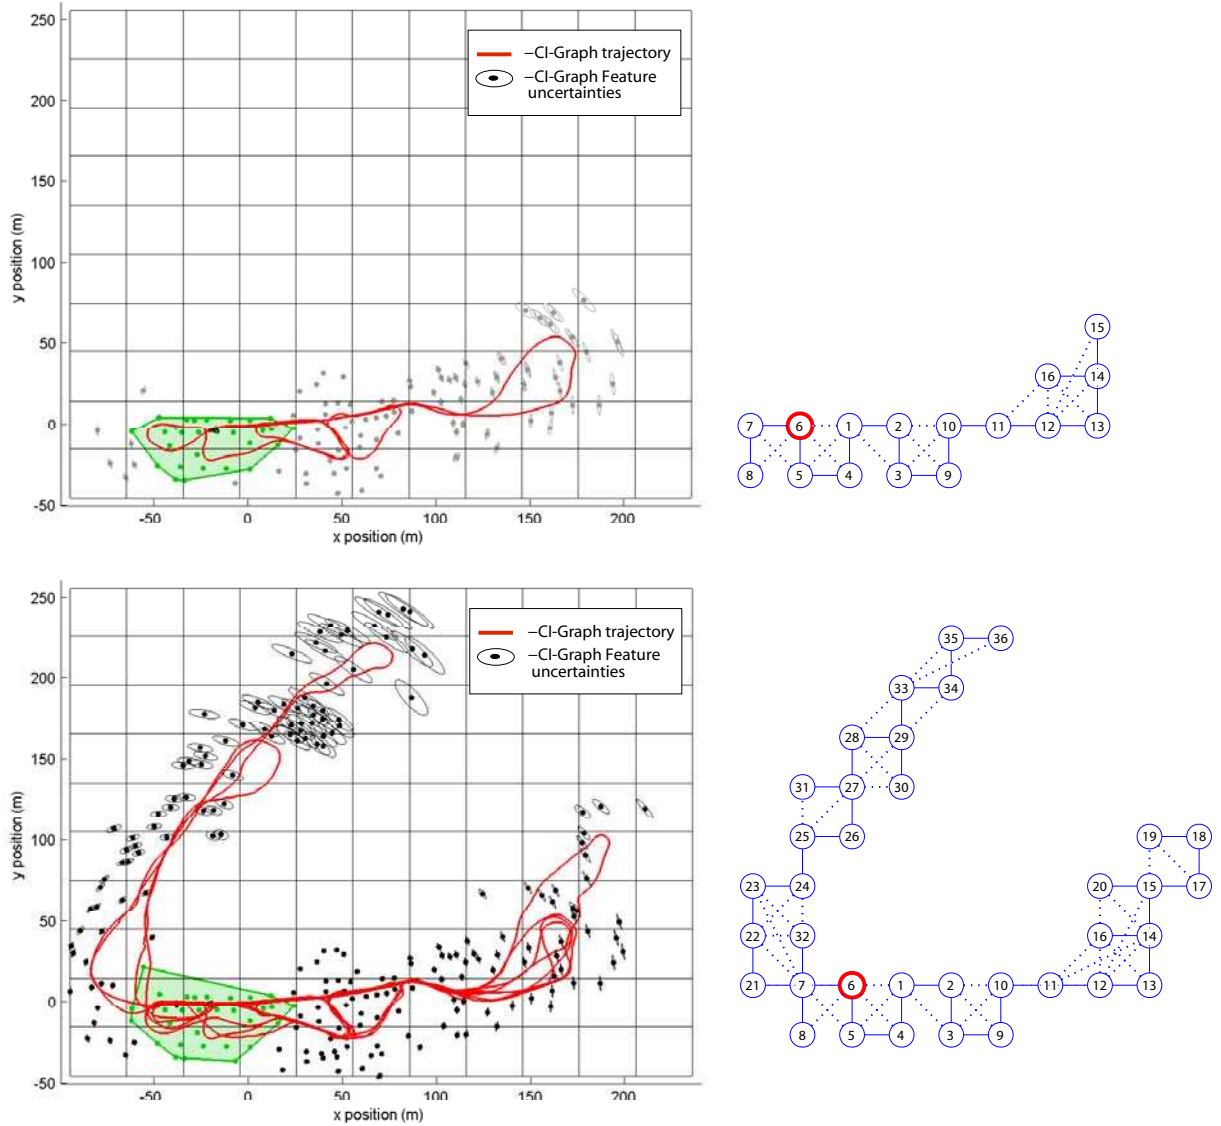 250
200
150
100
50
0
-50
y position (m)
-50 0 50 100 150 200
x position (m)
–CI-Graph trajectory
–CI-Graph Feature
uncertainties
15
16 14
7 6 1 2 10 11 12 13
8 5 4 3 9
250
200
150
100
50
0
-50
y position (m)
-50 0 50 100 150 200
x position (m)
–CI-Graph trajectory
–CI-Graph Feature
uncertainties
35 36
33 34
28 29
31 27 30
25 26 19 18
23 24 20 15 17
22 32 16 14
21 7 6 1 2 10 11 12 13
8 5 4 3 9